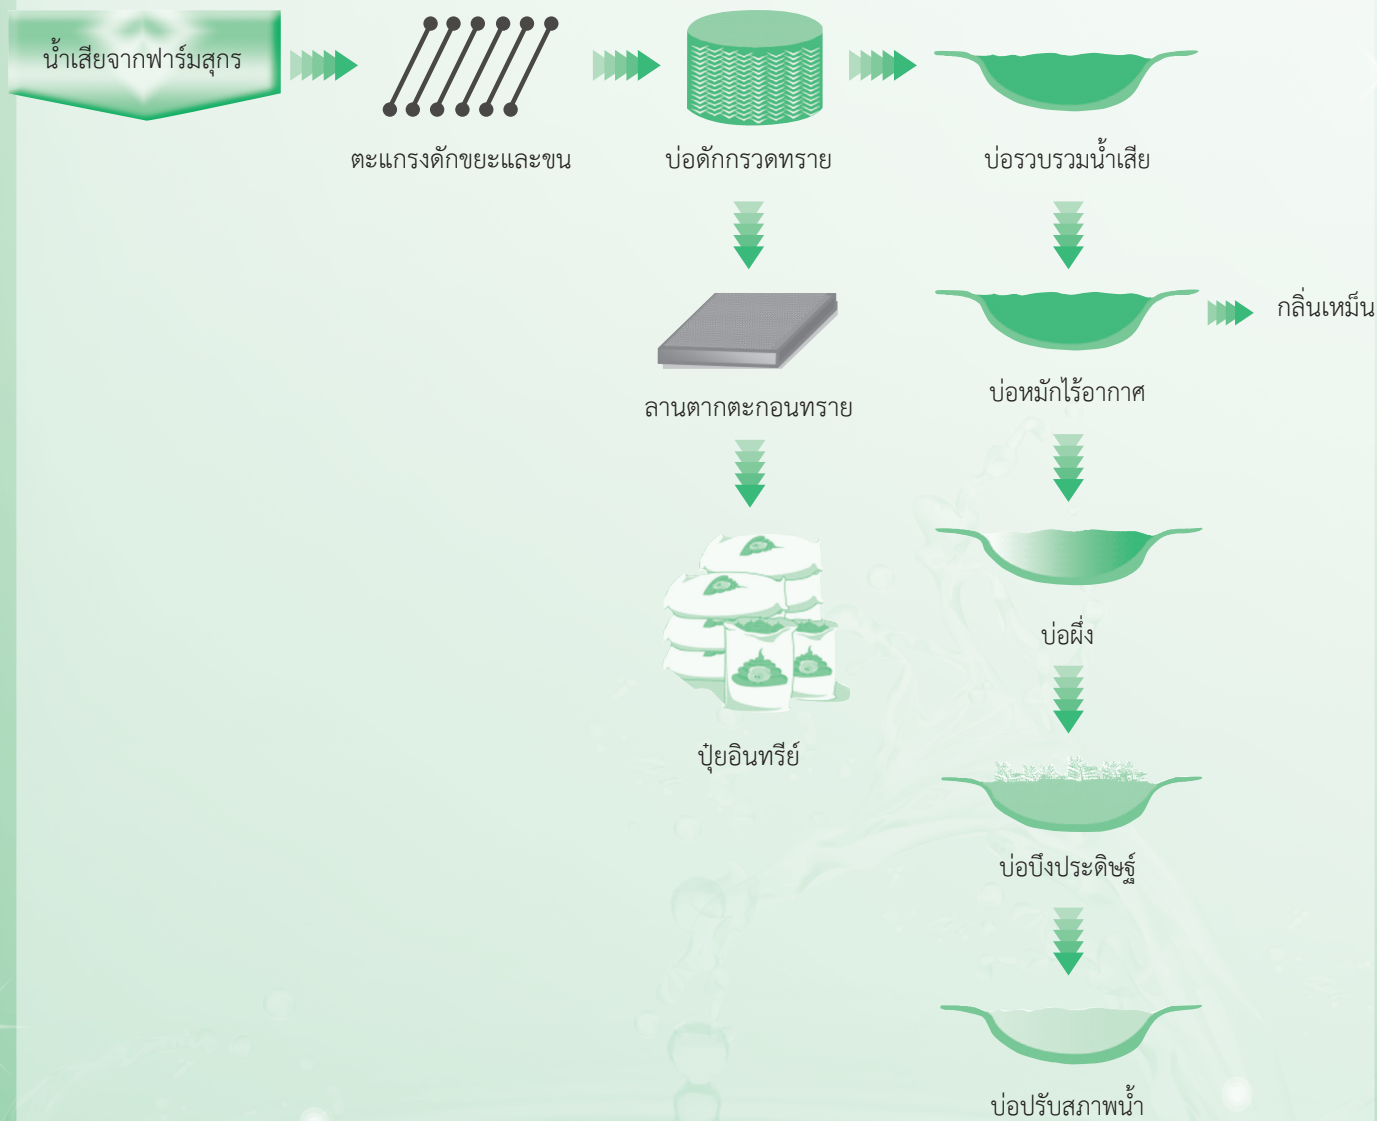 น้ำเสียจากฟาร์มสุกร
ตะแกรงดักขยะและขน
บ่อดักกรวดทราย
บ่อรวบรวมน้ำเสีย
กลิ่นเหม็น
บ่อหมักไร้อากาศ
ลานตากตะกอนทราย
บ่อผึ่ง
ปุ๋ยอินทรีย์
บ่อบึงประดิษฐ์
บ่อปรับสภาพน้ำ